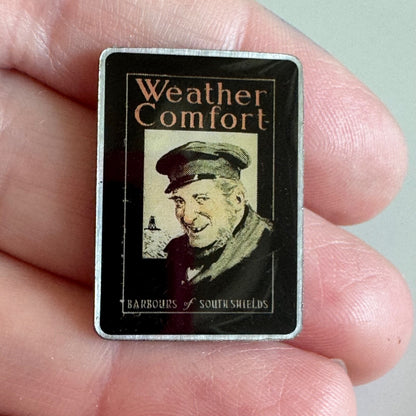 Weather
Comfort
BARBOURS of SOUTH SHIELDS